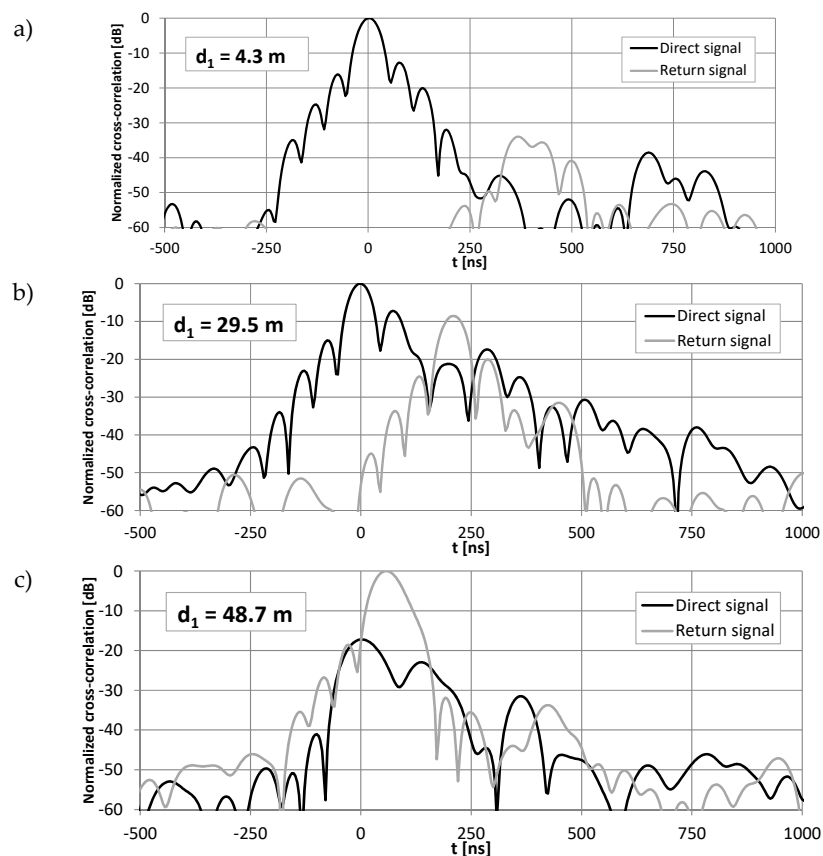 a)
Normalized cross-correlation [dB]
0
-10
-20
-30
-40
-50
-60
d1 = 4.3 m
Direct signal
Return signal
-500 -250 0 250 500 750 1000
t [ns]
b)
Normalized cross-correlation [dB]
0
-10
-20
-30
-40
-50
-60
d1 = 29.5 m
Direct signal
Return signal
-500 -250 0 250 500 750 1000
t [ns]
c)
Normalized cross-correlation [dB]
0
-10
-20
-30
-40
-50
-60
d1 = 48.7 m
Direct signal
Return signal
-500 -250 0 250 500 750 1000
t [ns]